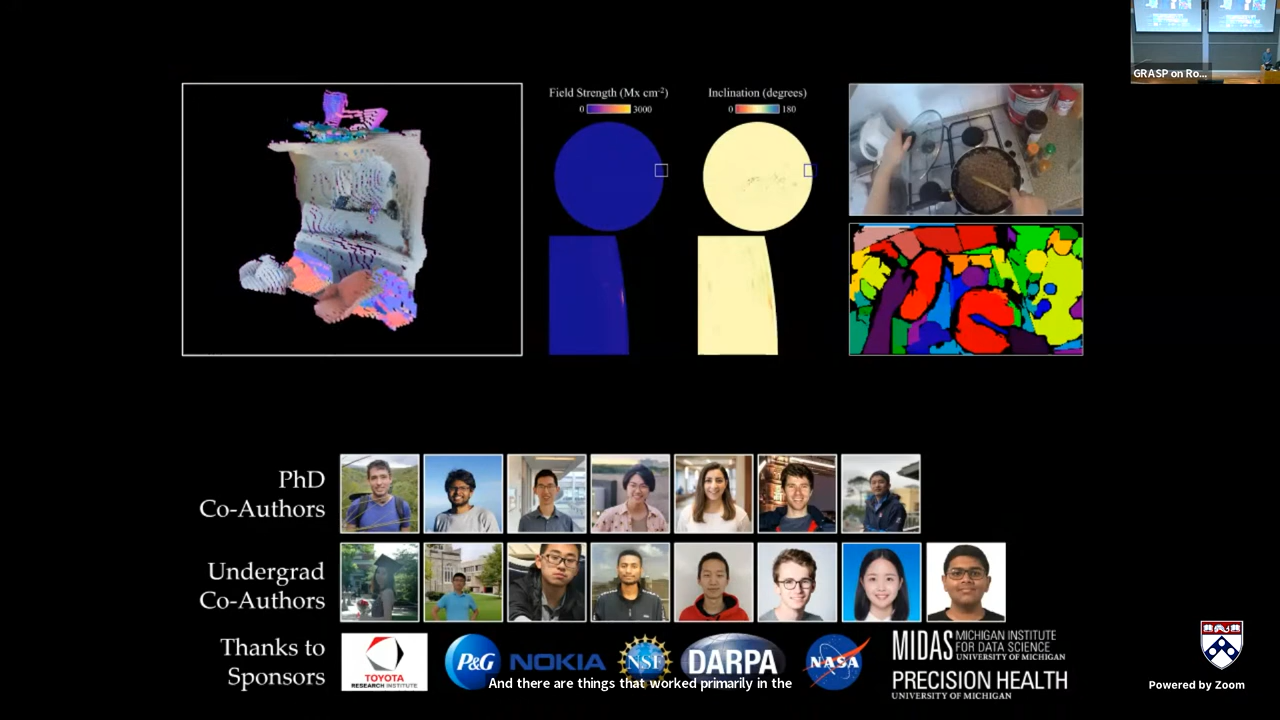 GRASP on Ro...
Field Strength (Mx cm-2)
0 3000
Inclination (degrees)
0 180
PhD
Co-Authors
Undergrad
Co-Authors
Thanks to
Sponsors
TOYOTA
RESEARCH INSTITUTE
P&G
NOKIA
NSF
DARPA
NASA
MIDAS MICHIGAN INSTITUTE
FOR DATA SCIENCE
UNIVERSITY OF MICHIGAN
PRECISION HEALTH
UNIVERSITY OF MICHIGAN
And there are things that worked primarily in the
Powered by Zoom